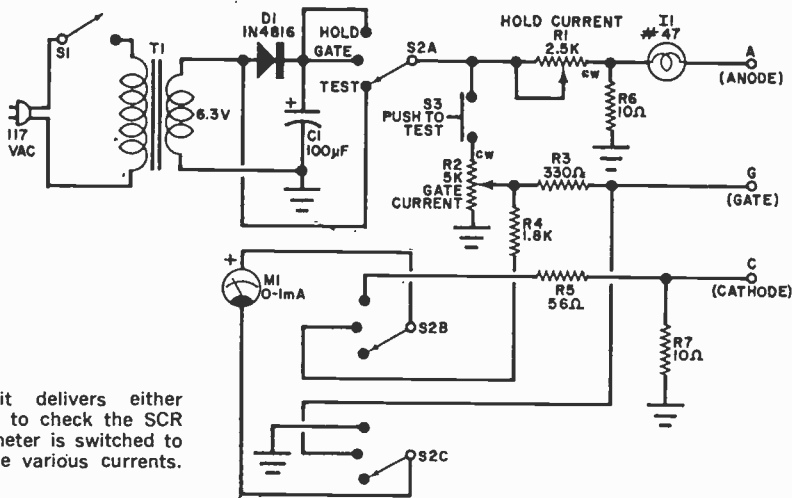 S1
T1
117
VAC
6.3V
D1
1N4816
HOLD
GATE
TEST
+
C1
100µF
S2A
S3
PUSH TO
TEST
CW
R2
5K
GATE
CURRENT
HOLD CURRENT
R1
2.5K
CW
I1
#47
R6
10Ω
A
(ANODE)
R3
330Ω
R4
1.8K
G
(GATE)
+
M1
0-1mA
S2B
R5
56Ω
C
(CATHODE)
R7
10Ω
S2C
it delivers either
to check the SCR
neter is switched to
e various currents.